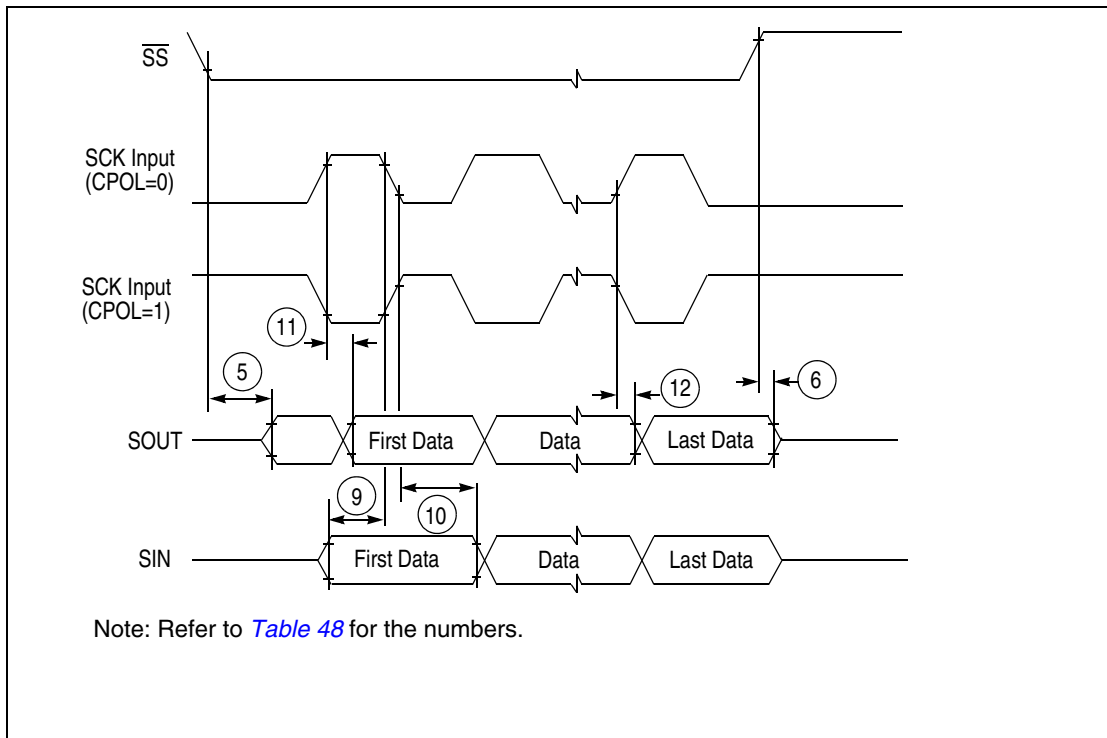 SS
SCK Input
(CPOL=0)
SCK Input
(CPOL=1)
11
5
12
6
SOUT
First Data
Data
Last Data
9
10
SIN
First Data
Data
Last Data
Note: Refer to Table 48 for the numbers.